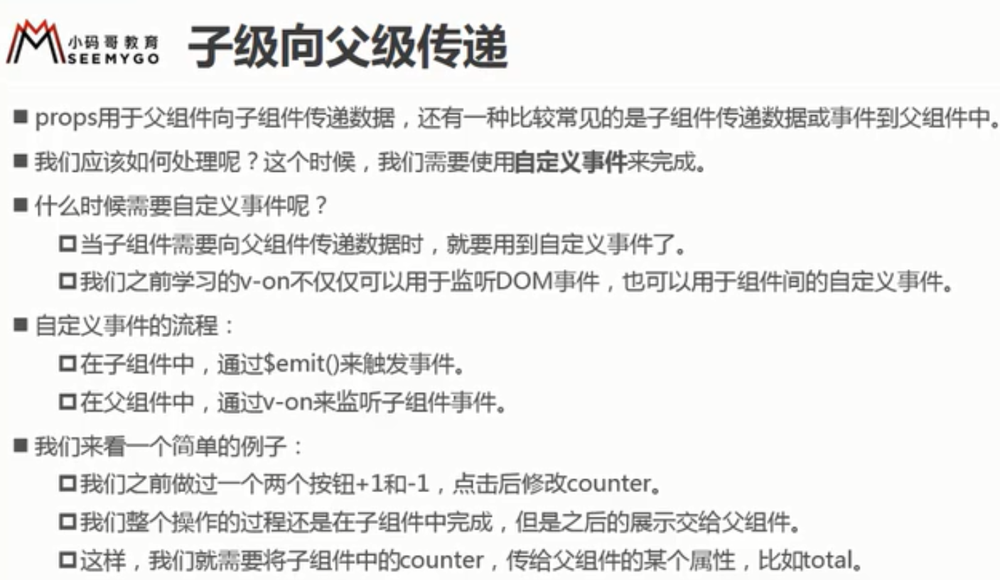 小码哥教育
SEEMYGO
子级向父级传递
■ props用于父组件向子组件传递数据，还有一种比较常见的是子组件传递数据或事件到父组件中。
■ 我们应该如何处理呢？这个时候，我们需要使用自定义事件来完成。
■ 什么时候需要自定义事件呢？
当子组件需要向父组件传递数据时，就要用到自定义事件了。
我们之前学习的v-on不仅仅可以用于监听DOM事件，也可以用于组件间的自定义事件。
■ 自定义事件的流程：
在子组件中，通过$emit()来触发事件。
在父组件中，通过v-on来监听子组件事件。
■ 我们来看一个简单的例子：
我们之前做过一个两个按钮+1和-1，点击后修改counter。
我们整个操作的过程还是在子组件中完成，但是之后的展示交给父组件。
这样，我们就需要将子组件中的counter，传给父组件的某个属性，比如total。